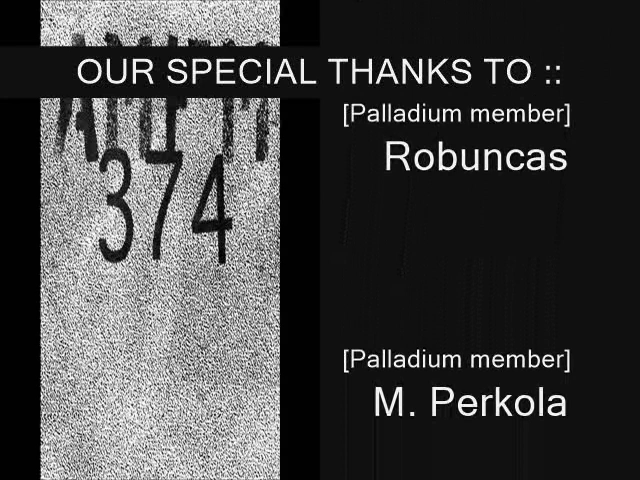 OUR SPECIAL THANKS TO ::
[Palladium member]
Robuncas
374
[Palladium member]
M. Perkola